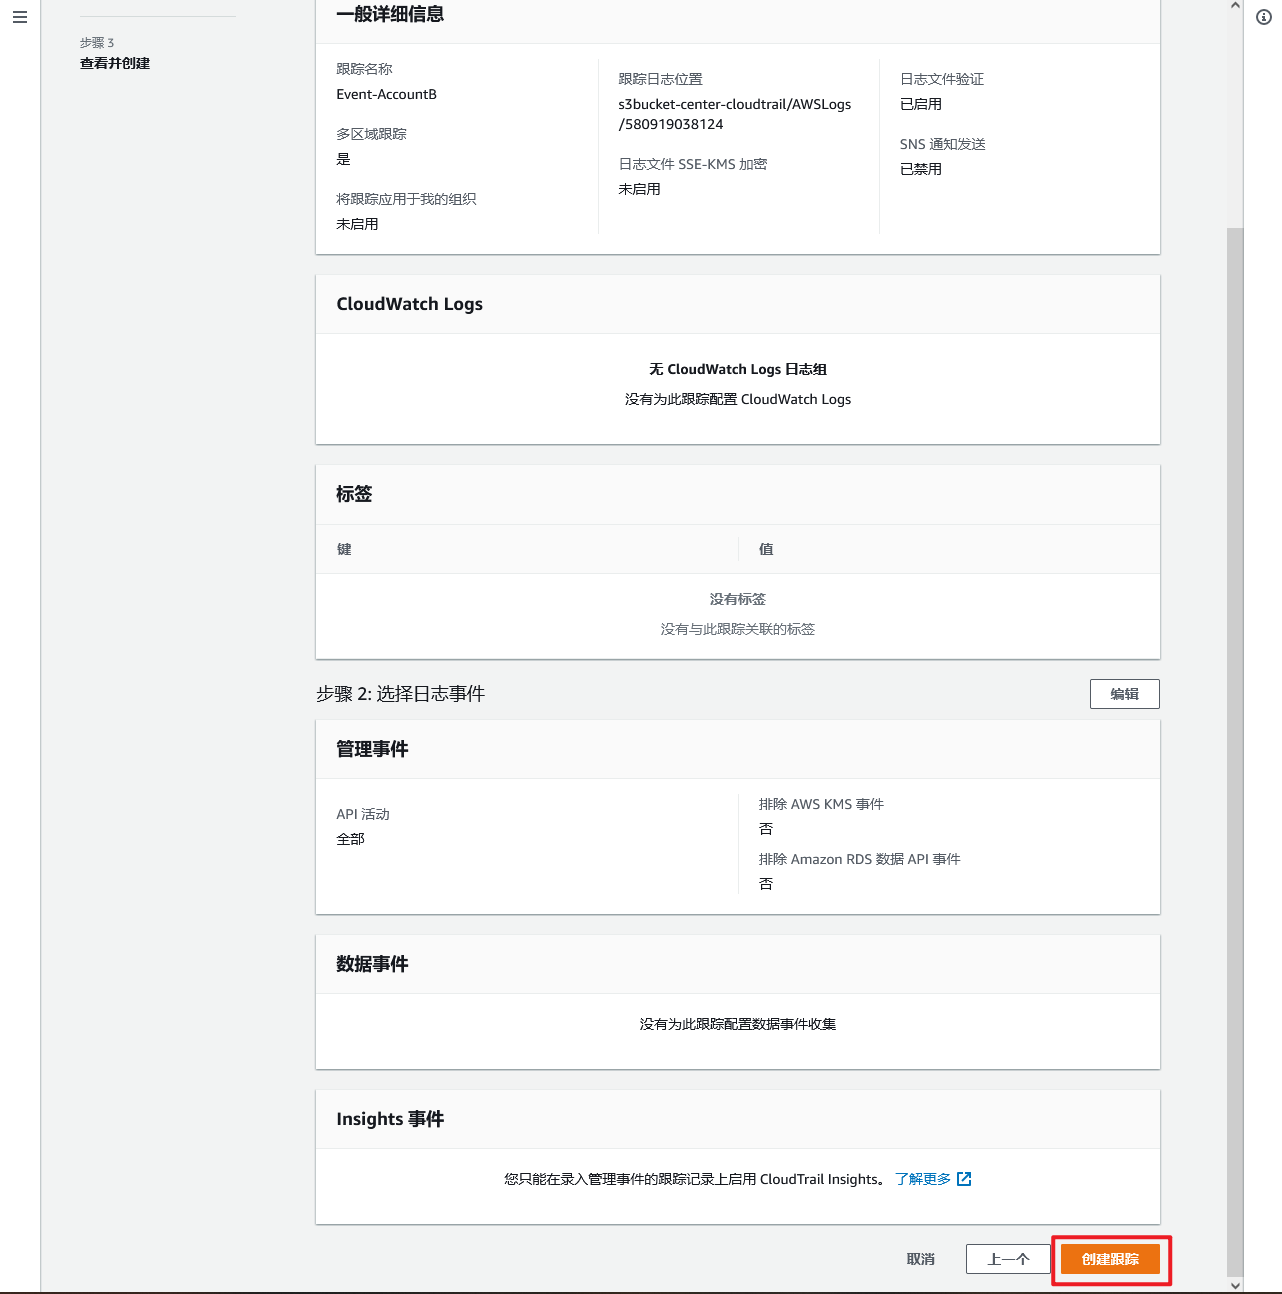 步骤 3
查看并创建
一般详细信息
跟踪名称
Event-AccountB
多区域跟踪
是
将跟踪应用于我的组织
未启用
跟踪日志位置
s3bucket-center-cloudtrail/AWSLogs
/580919038124
日志文件 SSE-KMS 加密
未启用
日志文件验证
已启用
SNS 通知发送
已禁用
CloudWatch Logs
无 CloudWatch Logs 日志组
没有为此跟踪配置 CloudWatch Logs
标签
键
值
没有标签
没有与此跟踪关联的标签
步骤 2: 选择日志事件
编辑
管理事件
API 活动
全部
排除 AWS KMS 事件
否
排除 Amazon RDS 数据 API 事件
否
数据事件
没有为此跟踪配置数据事件收集
Insights 事件
您只能在录入管理事件的跟踪记录上启用 CloudTrail Insights。 了解更多
取消
上一个
创建跟踪